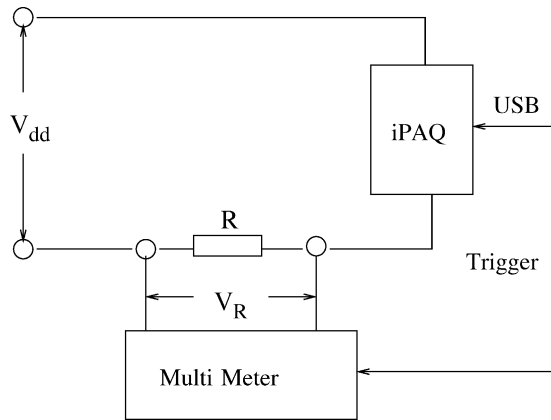 USB
V_dd
iPAQ
R
Trigger
V_R
Multi Meter